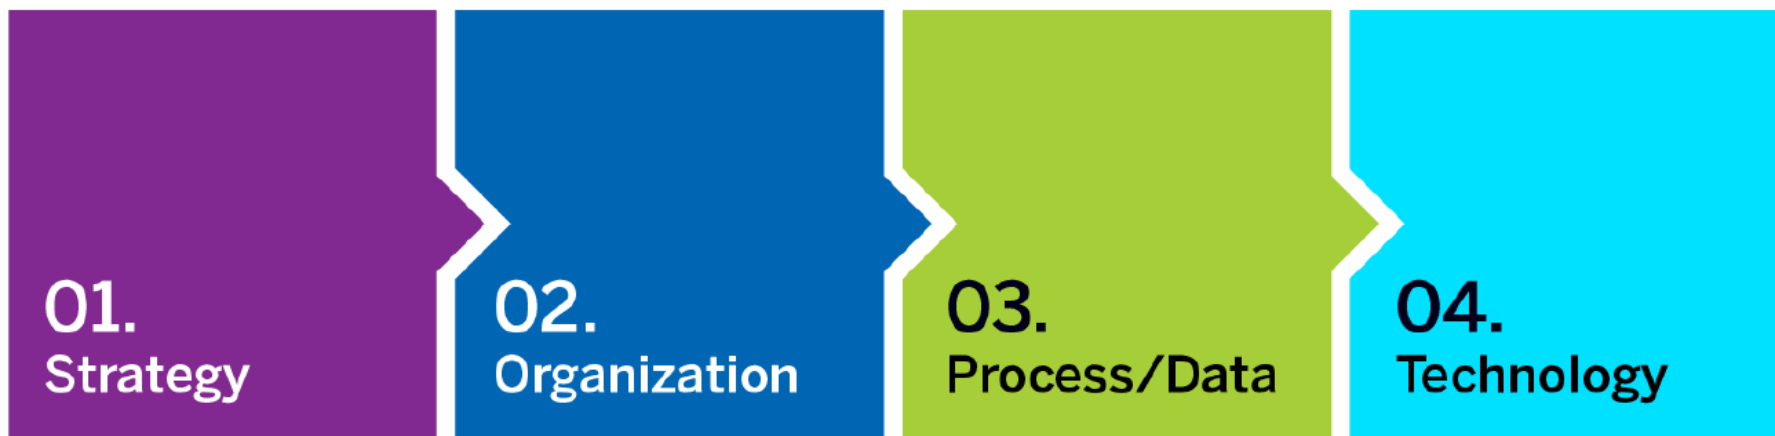 01.
Strategy
02.
Organization
03.
Process/Data
04.
Technology